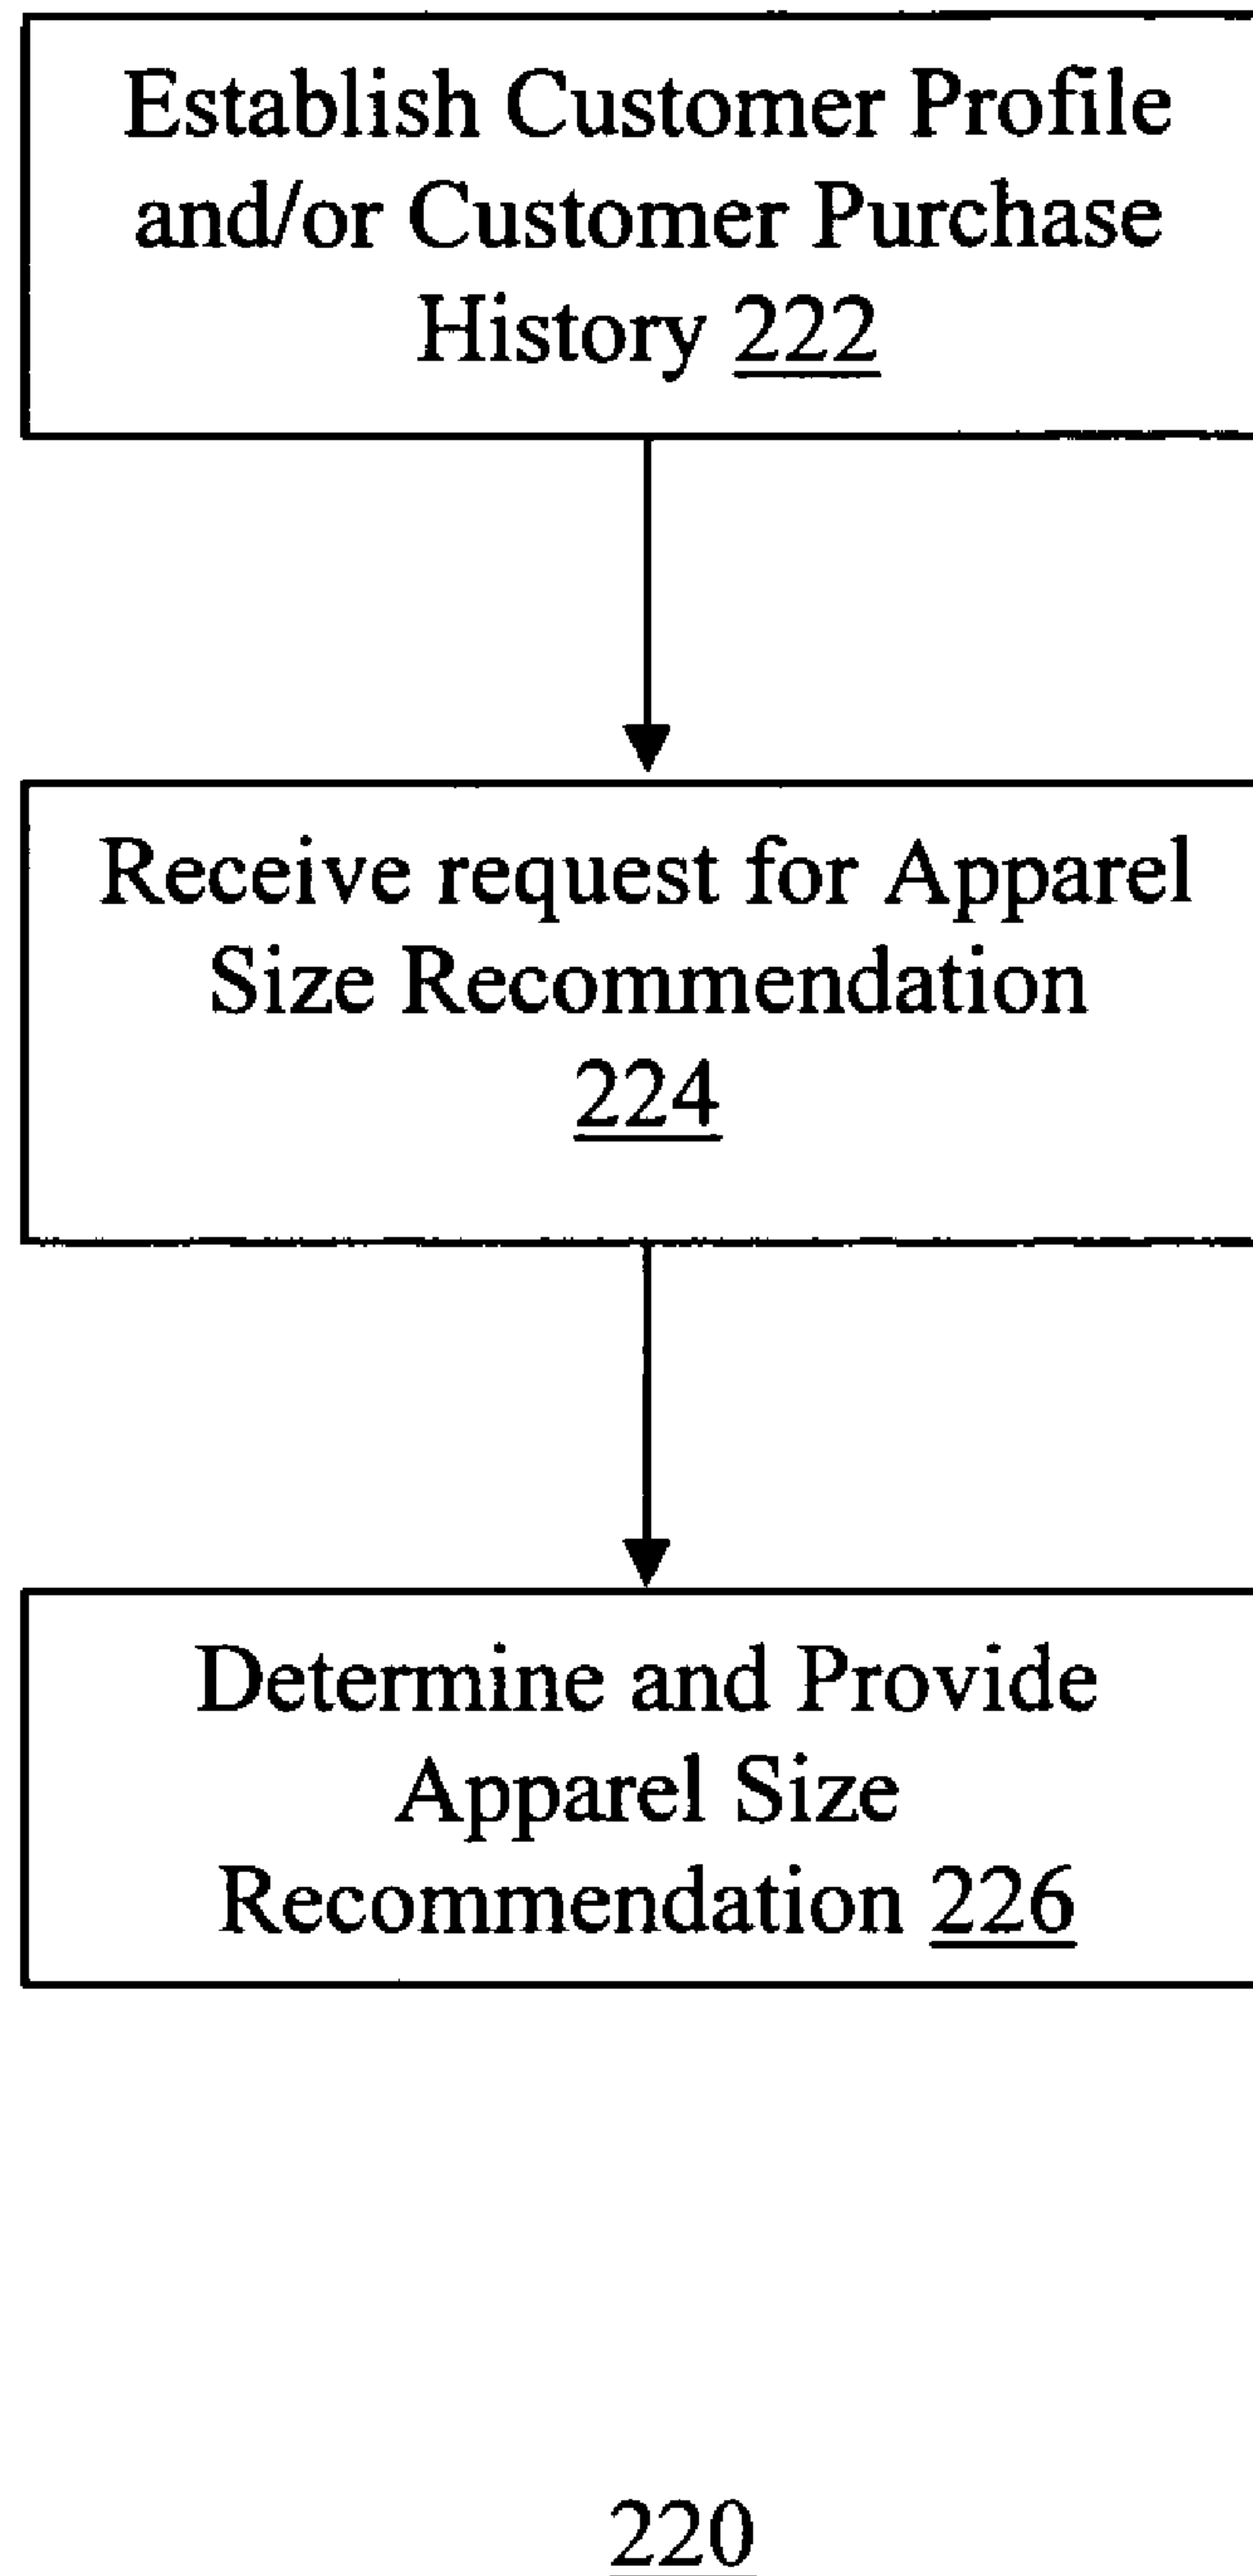 Establish Customer Profile
and/or Customer Purchase
History 222
Receive request for Apparel
Size Recommendation
224
Determine and Provide
Apparel Size
Recommendation 226
220